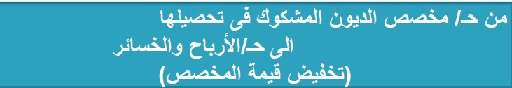 من حـ/ مخصص الديون المشكوك فى تحصيلها
الى حـ/الأرباح والخسائر
(تخفيض قيمة المخصص)